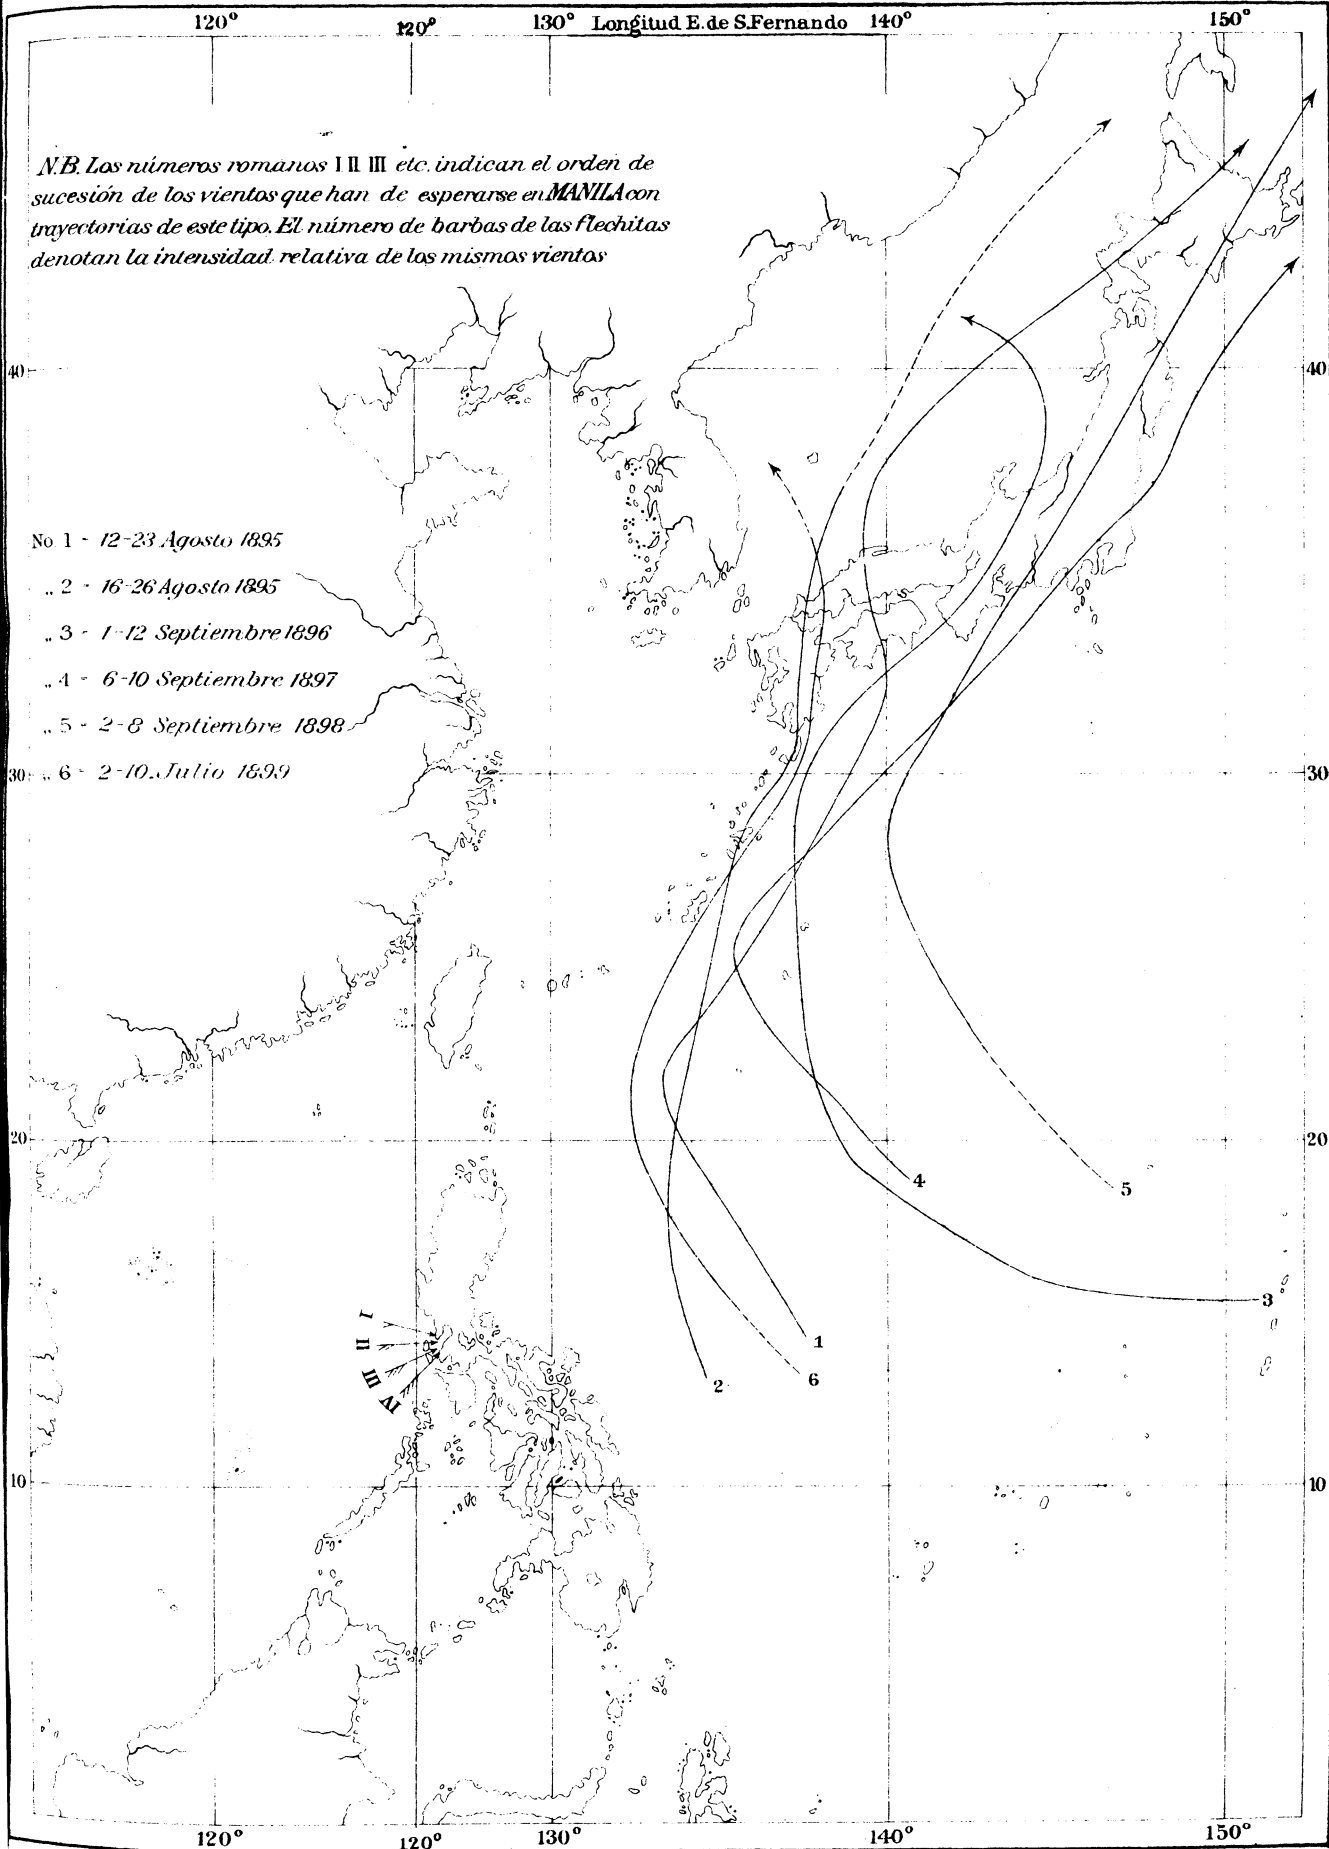 120° 120° 130° Longitud E. de S.Fernando 140° 150°
N.B. Los números romanos I II III etc. indican el orden de
sucesión de los vientos que han de esperarse en MANILA con
trayectorias de este tipo. El número de barbas de las flechitas
denotan la intensidad relativa de los mismos vientos
40 40
No 1 - 12-23 Agosto 1895
„ 2 - 16-26 Agosto 1895
„ 3 - 1-12 Septiembre 1896
„ 4 - 6-10 Septiembre 1897
„ 5 - 2-8 Septiembre 1898
30 „ 6 - 2-10 Julio 1899 30
20 20
4
5
3
I
II
III
IV
1
2 6
10 10
120° 120° 130° 140° 150°